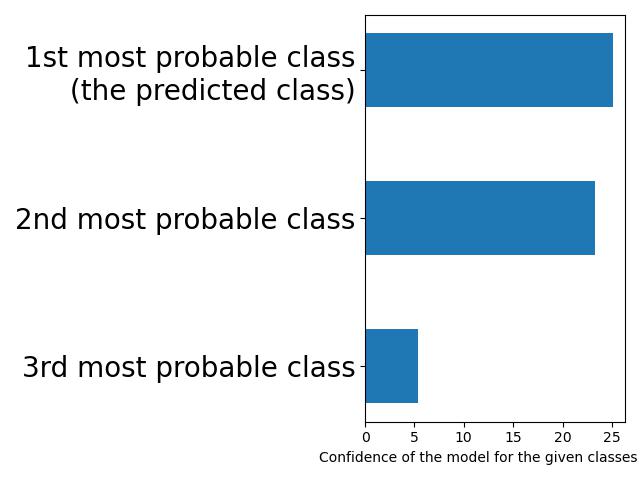 1st most probable class
(the predicted class)
2nd most probable class
3rd most probable class
0 5 10 15 20 25
Confidence of the model for the given classes